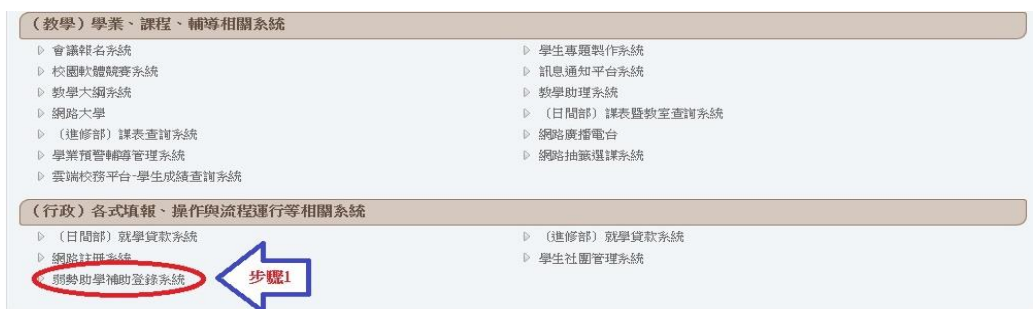 (教學)學業、課程、輔導相關系統
會議報名系統
學生專題製作系統
校園軟體競賽系統
訊息通知平台系統
教學大綱系統
教學助理系統
網路大學
(日間部)課表暨教室查詢系統
(進修部)課表查詢系統
網路廣播電台
學業預警輔導管理系統
網路抽籤選課系統
雲端校務平台-學生成績查詢系統
(行政)各式填報、操作與流程運行等相關系統
(日間部)就學貸款系統
(進修部)就學貸款系統
網路註冊系統
學生社團管理系統
弱勢助學補助登錄系統
步驟1